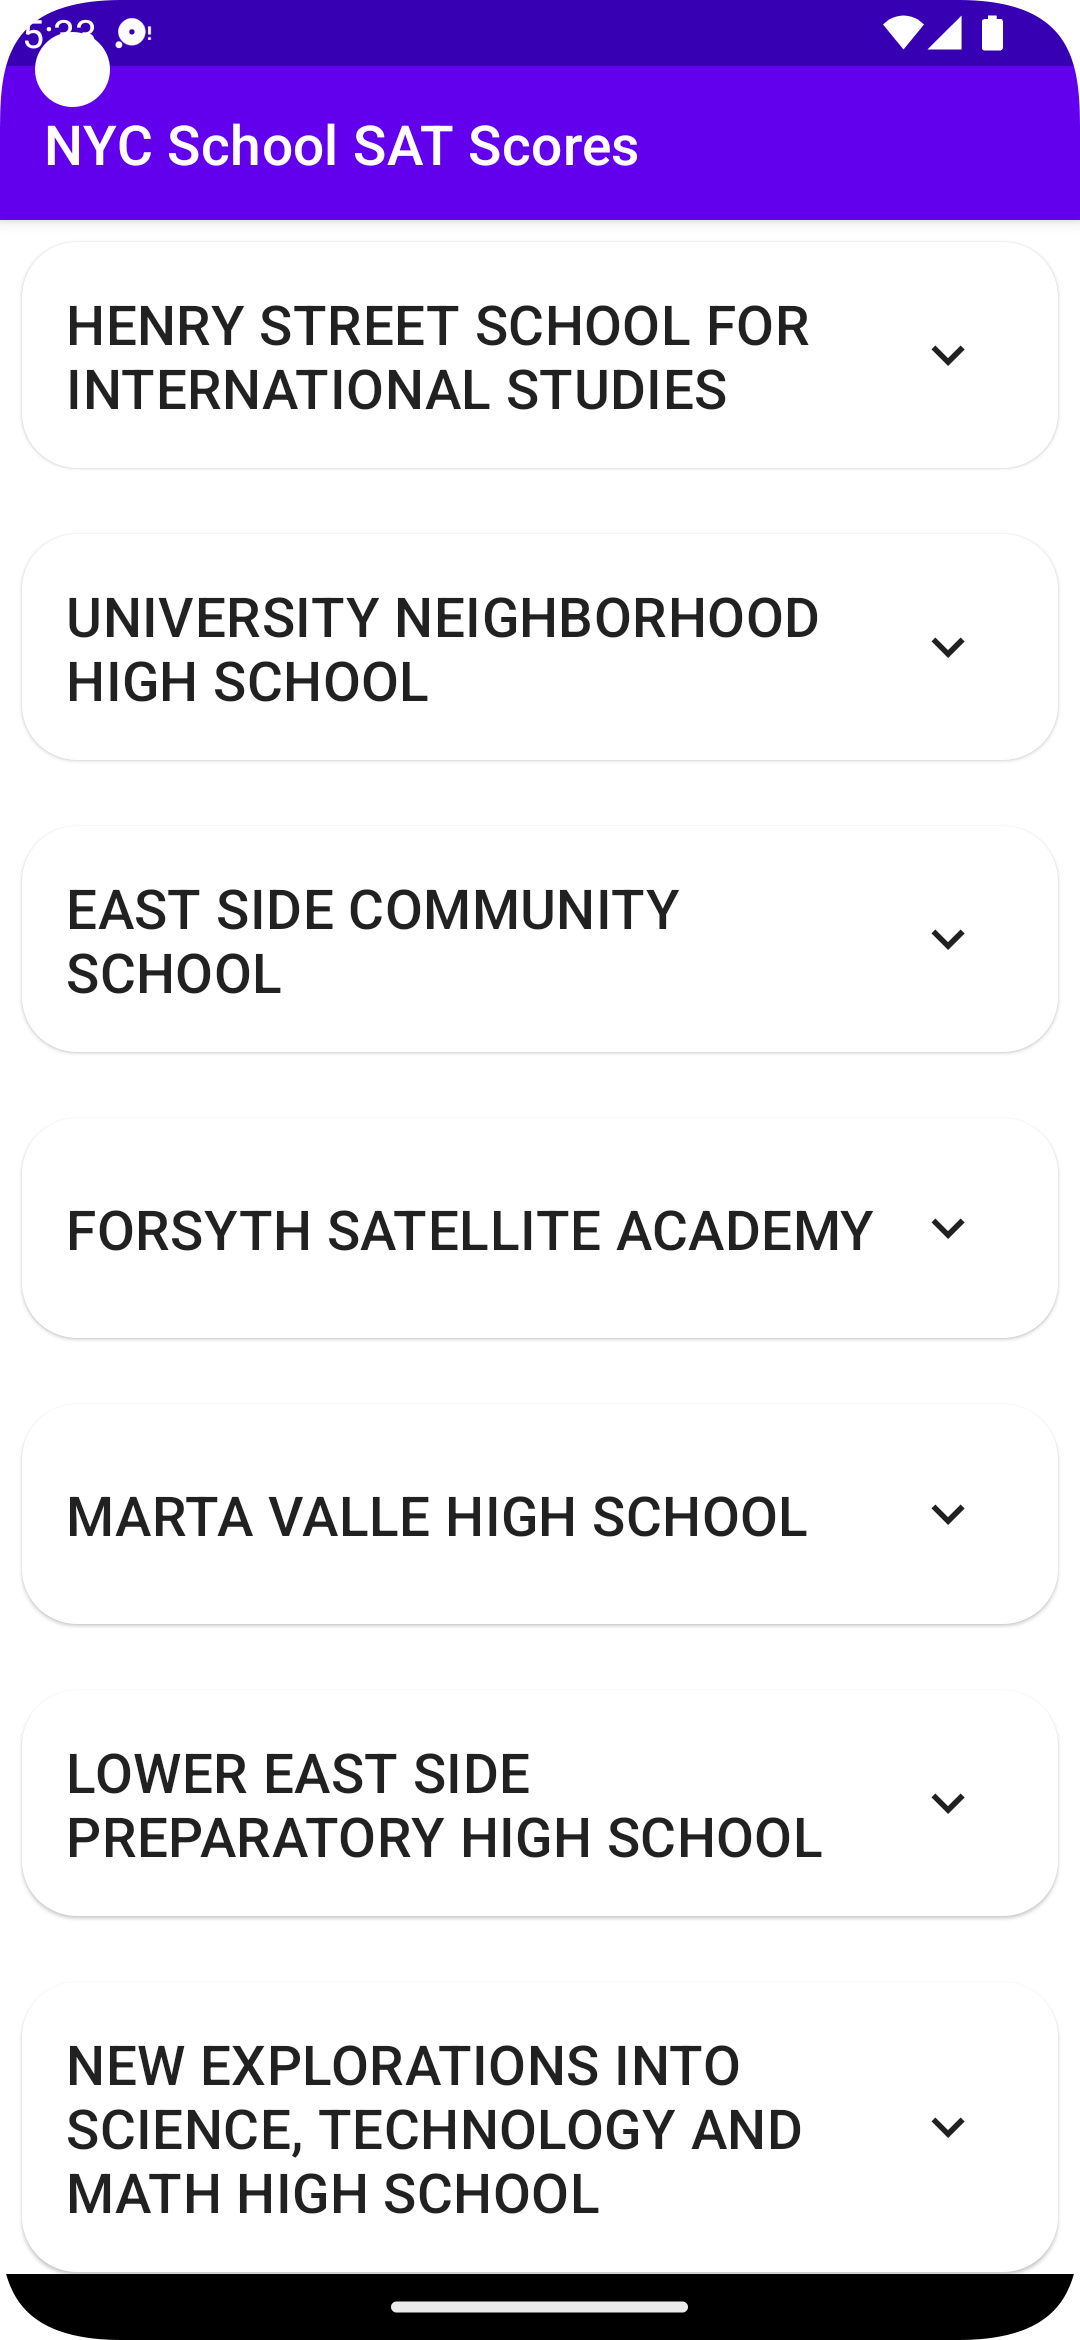 NYC School SAT Scores
HENRY STREET SCHOOL FOR
INTERNATIONAL STUDIES
UNIVERSITY NEIGHBORHOOD
HIGH SCHOOL
EAST SIDE COMMUNITY
SCHOOL
FORSYTH SATELLITE ACADEMY
MARTA VALLE HIGH SCHOOL
LOWER EAST SIDE
PREPARATORY HIGH SCHOOL
NEW EXPLORATIONS INTO
SCIENCE, TECHNOLOGY AND
MATH HIGH SCHOOL